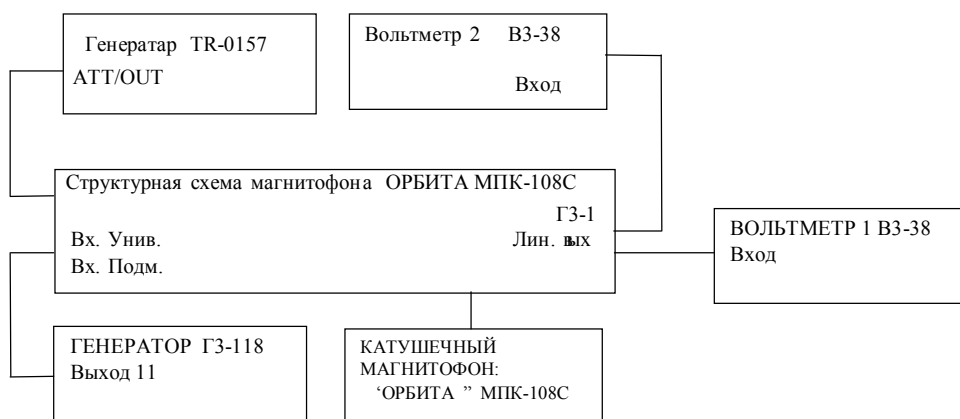 Генератар TR-0157
ATT/OUT
Вольтметр 2 В3-38
Вход
Структурная схема магнитофона ОРБИТА МПК-108С
Г3-1
Вх. Унив.
Лин. вых
Вх. Подм.
ВОЛЬТМЕТР 1 В3-38
Вход
ГЕНЕРАТОР Г3-118
Выход 11
КАТУШЕЧНЫЙ
МАГНИТОФОН:
‘ОРБИТА ” МПК-108С